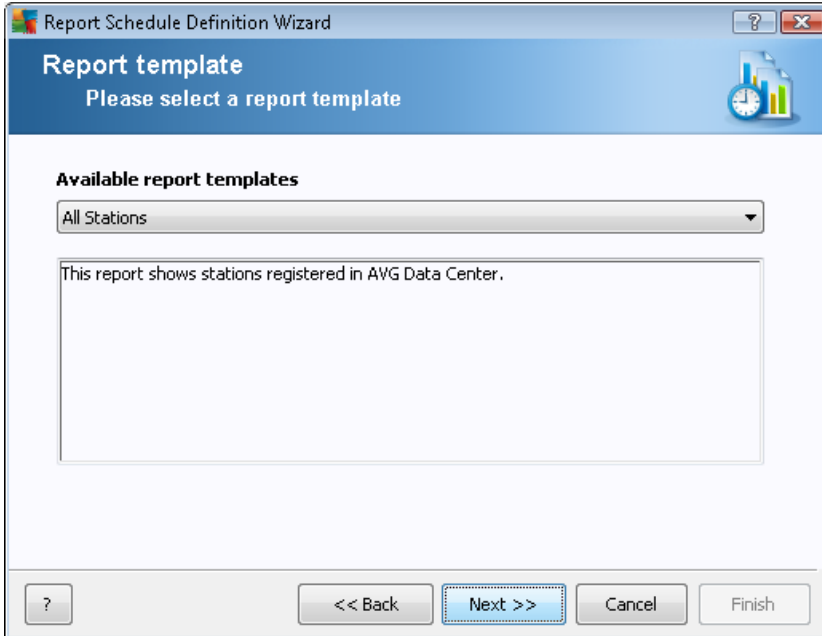 Report Schedule Definition Wizard
?
Report template
Please select a report template
Available report templates
All Stations
This report shows stations registered in AVG Data Center.
? << Back Next >> Cancel Finish